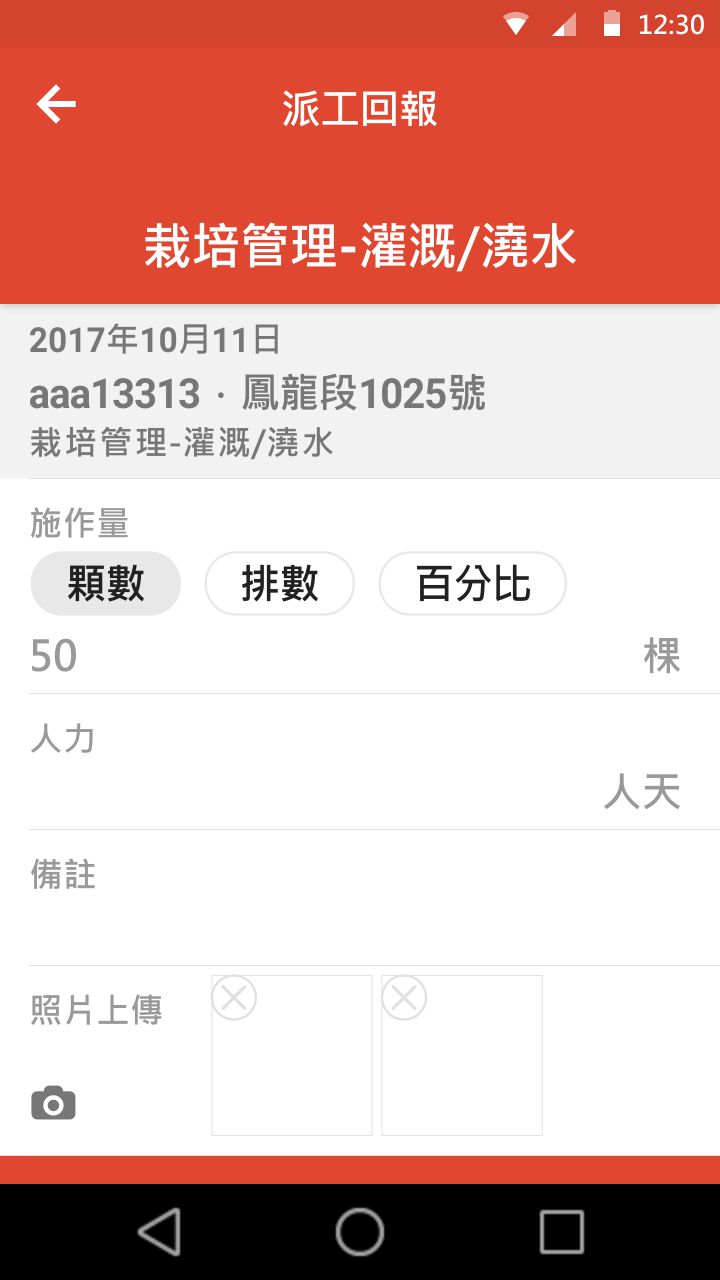 12:30
派工回報
栽培管理-灌溉/澆水
2017年10月11日
aaa13313 · 鳳龍段1025號
栽培管理-灌溉/澆水
施作量
顆數 排數 百分比
50 棵
人力
人天
備註
照片上傳